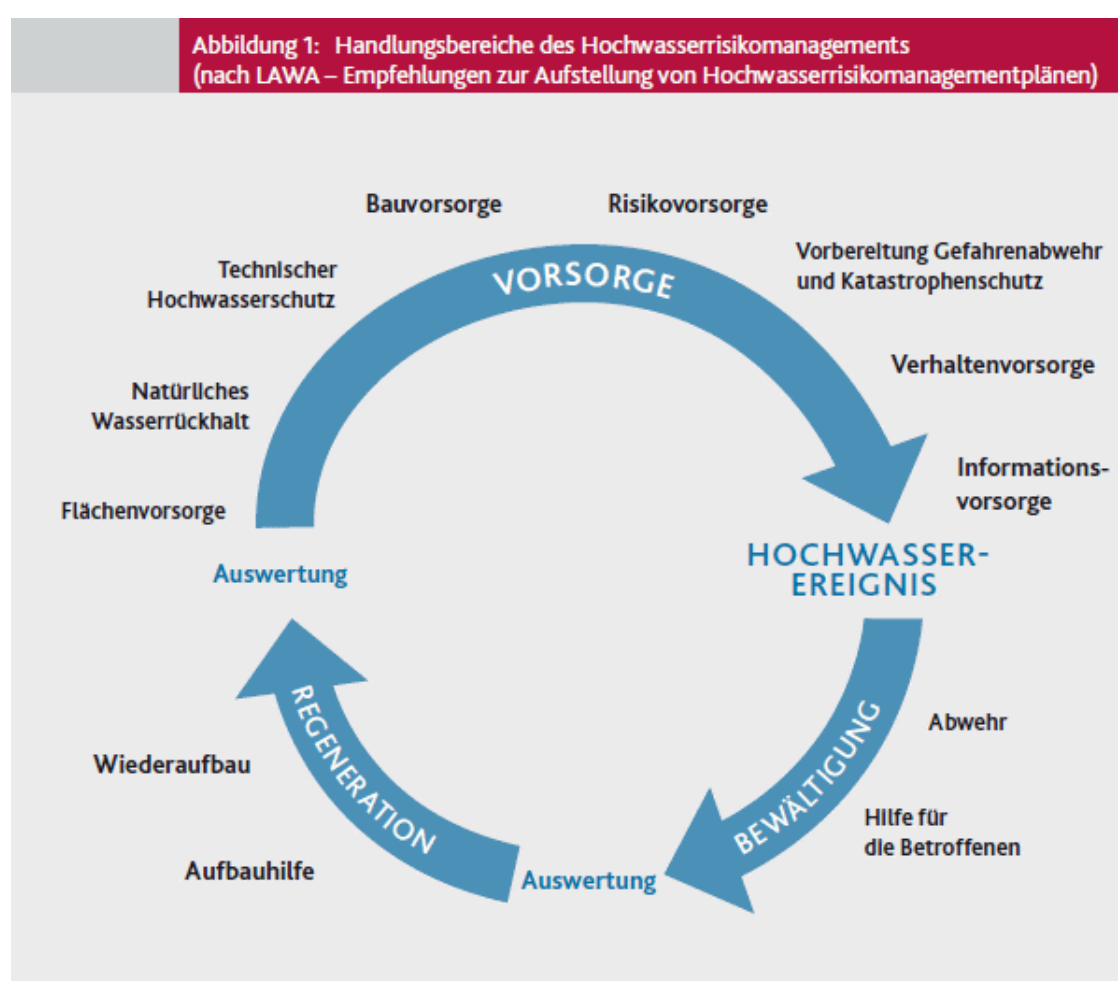 Abbildung 1: Handlungsbereiche des Hochwasserrisikomanagements
(nach LAWA – Empfehlungen zur Aufstellung von Hochwasserrisikomanagementplänen)
Bauvorsorge
Risikovorsorge
Technischer
Hochwasserschutz
VORSORGE
Vorbereitung Gefahrenabwehr
und Katastrophenschutz
Natürliches
Wasserrückhalt
Verhaltenvorsorge
Flächenvorsorge
Informations-
vorsorge
Auswertung
HOCHWASSER-
EREIGNIS
REGENERATION
BEWÄLTIGUNG
Abwehr
Wiederaufbau
Hilfe für
die Betroffenen
Aufbauhilfe
Auswertung